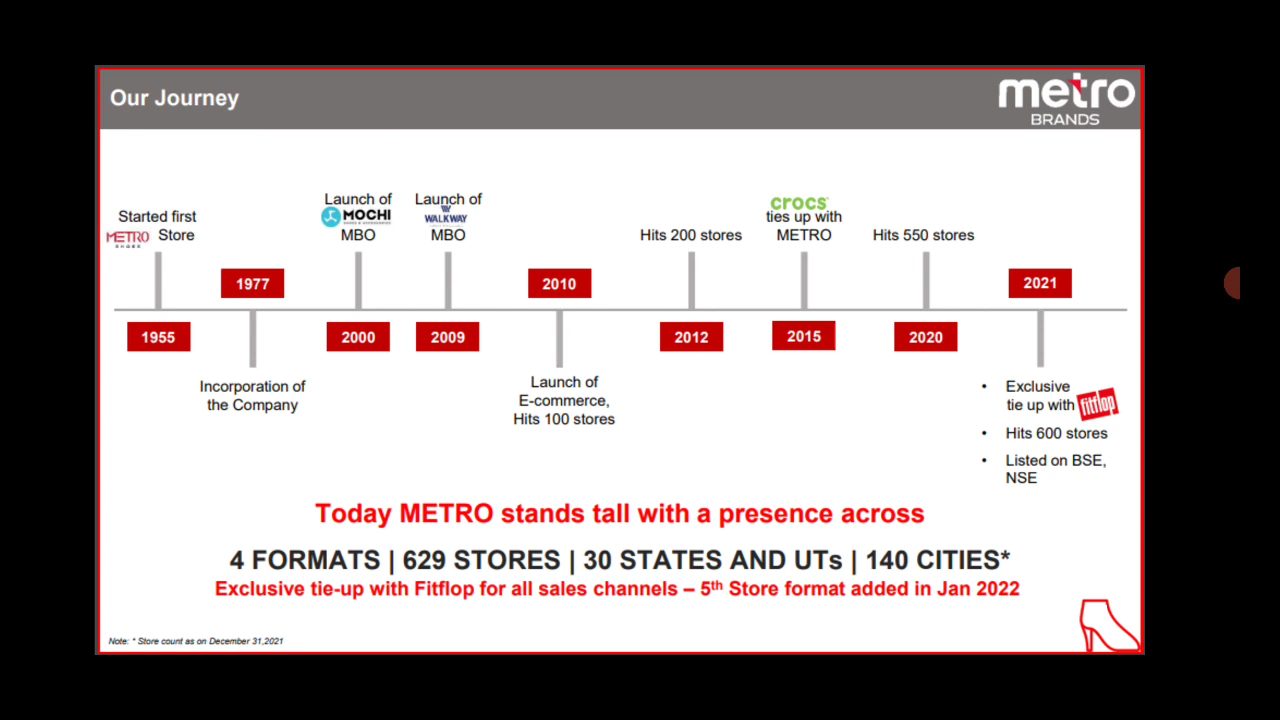 Our Journey
metro
BRANDS
Started first
METRO Store
SHOES
Launch of
MOCHI
MBO
Launch of
W
WALKWAY
MBO
Hits 200 stores
crocs
ties up with
METRO
Hits 550 stores
1977
2010
2021
1955
2000
2009
2012
2015
2020
Incorporation of
the Company
Launch of
E-commerce,
Hits 100 stores
• Exclusive
tie up with fitflop
• Hits 600 stores
• Listed on BSE,
NSE
Today METRO stands tall with a presence across
4 FORMATS | 629 STORES | 30 STATES AND UTs | 140 CITIES*
Exclusive tie-up with Fitflop for all sales channels – 5th Store format added in Jan 2022
Note: * Store count as on December 31,2021